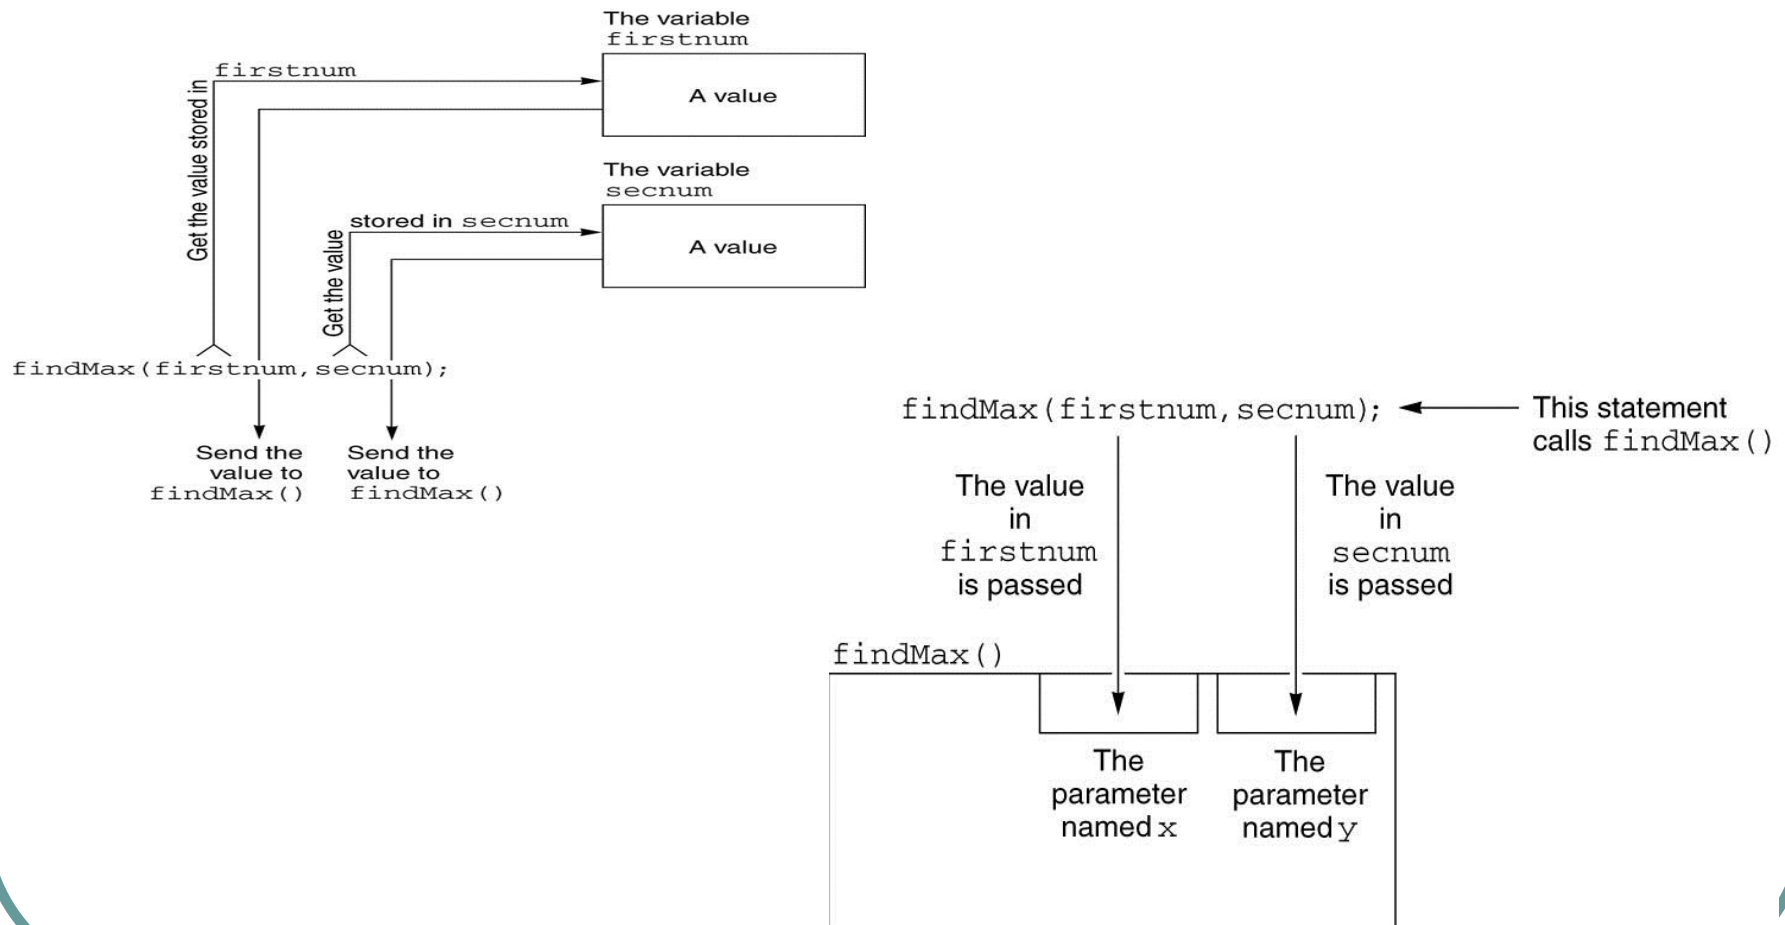 The variable
firstnum
firstnum
Get the value stored in
A value
The variable
secnum
stored in secnum
Get the value
A value
findMax(firstnum,secnum);
Send the
value to
findMax()
Send the
value to
findMax()
findMax(firstnum,secnum);
This statement
calls findMax()
The value
in
firstnum
is passed
The value
in
secnum
is passed
findMax()
The
parameter
named x
The
parameter
named y